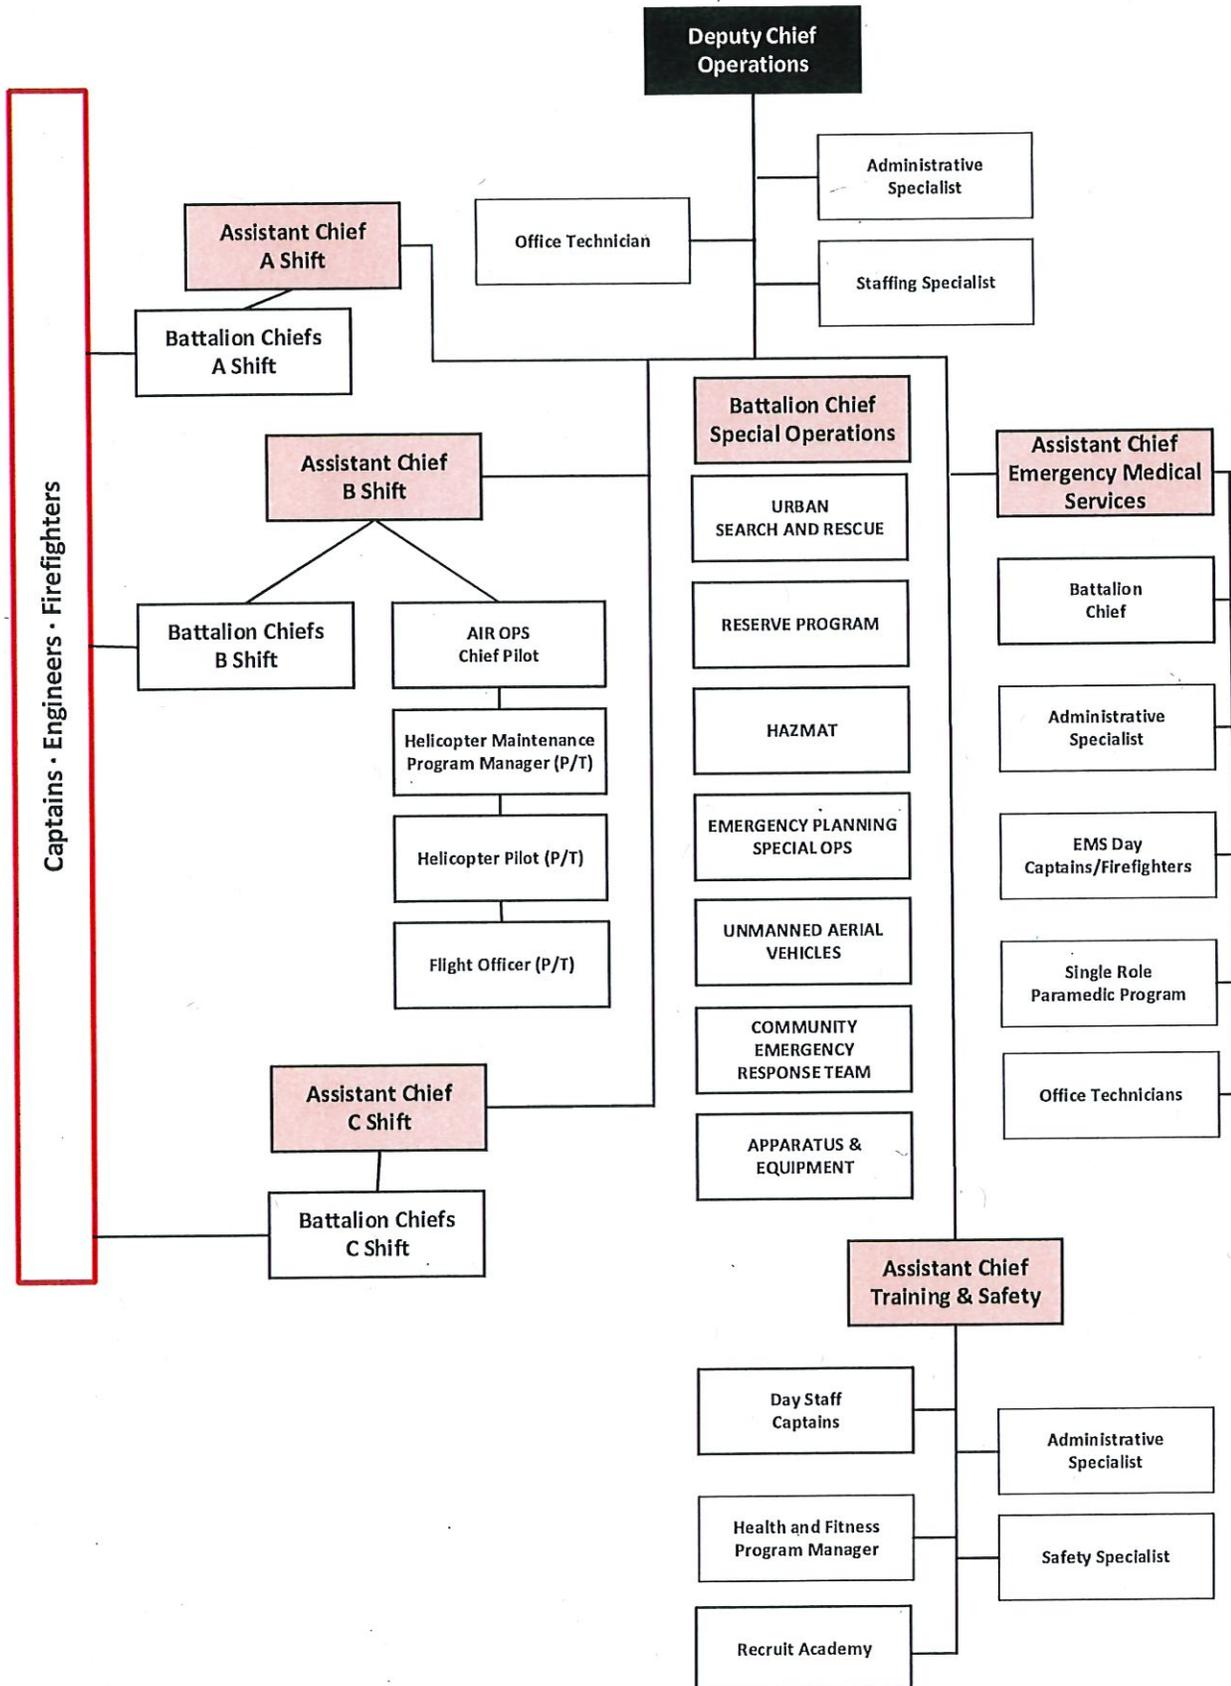 Deputy Chief
Operations
Administrative
Specialist
Office Technician
Staffing Specialist
Assistant Chief
A Shift
Battalion Chiefs
A Shift
Captains • Engineers • Firefighters
Assistant Chief
B Shift
Battalion Chiefs
B Shift
AIR OPS
Chief Pilot
Helicopter Maintenance
Program Manager (P/T)
Helicopter Pilot (P/T)
Flight Officer (P/T)
Assistant Chief
C Shift
Battalion Chiefs
C Shift
Battalion Chief
Special Operations
URBAN
SEARCH AND RESCUE
RESERVE PROGRAM
HAZMAT
EMERGENCY PLANNING
SPECIAL OPS
UNMANNED AERIAL
VEHICLES
COMMUNITY
EMERGENCY
RESPONSE TEAM
APPARATUS &
EQUIPMENT
Assistant Chief
Emergency Medical
Services
Battalion
Chief
Administrative
Specialist
EMS Day
Captains/Firefighters
Single Role
Paramedic Program
Office Technicians
Assistant Chief
Training & Safety
Day Staff
Captains
Administrative
Specialist
Health and Fitness
Program Manager
Safety Specialist
Recruit Academy